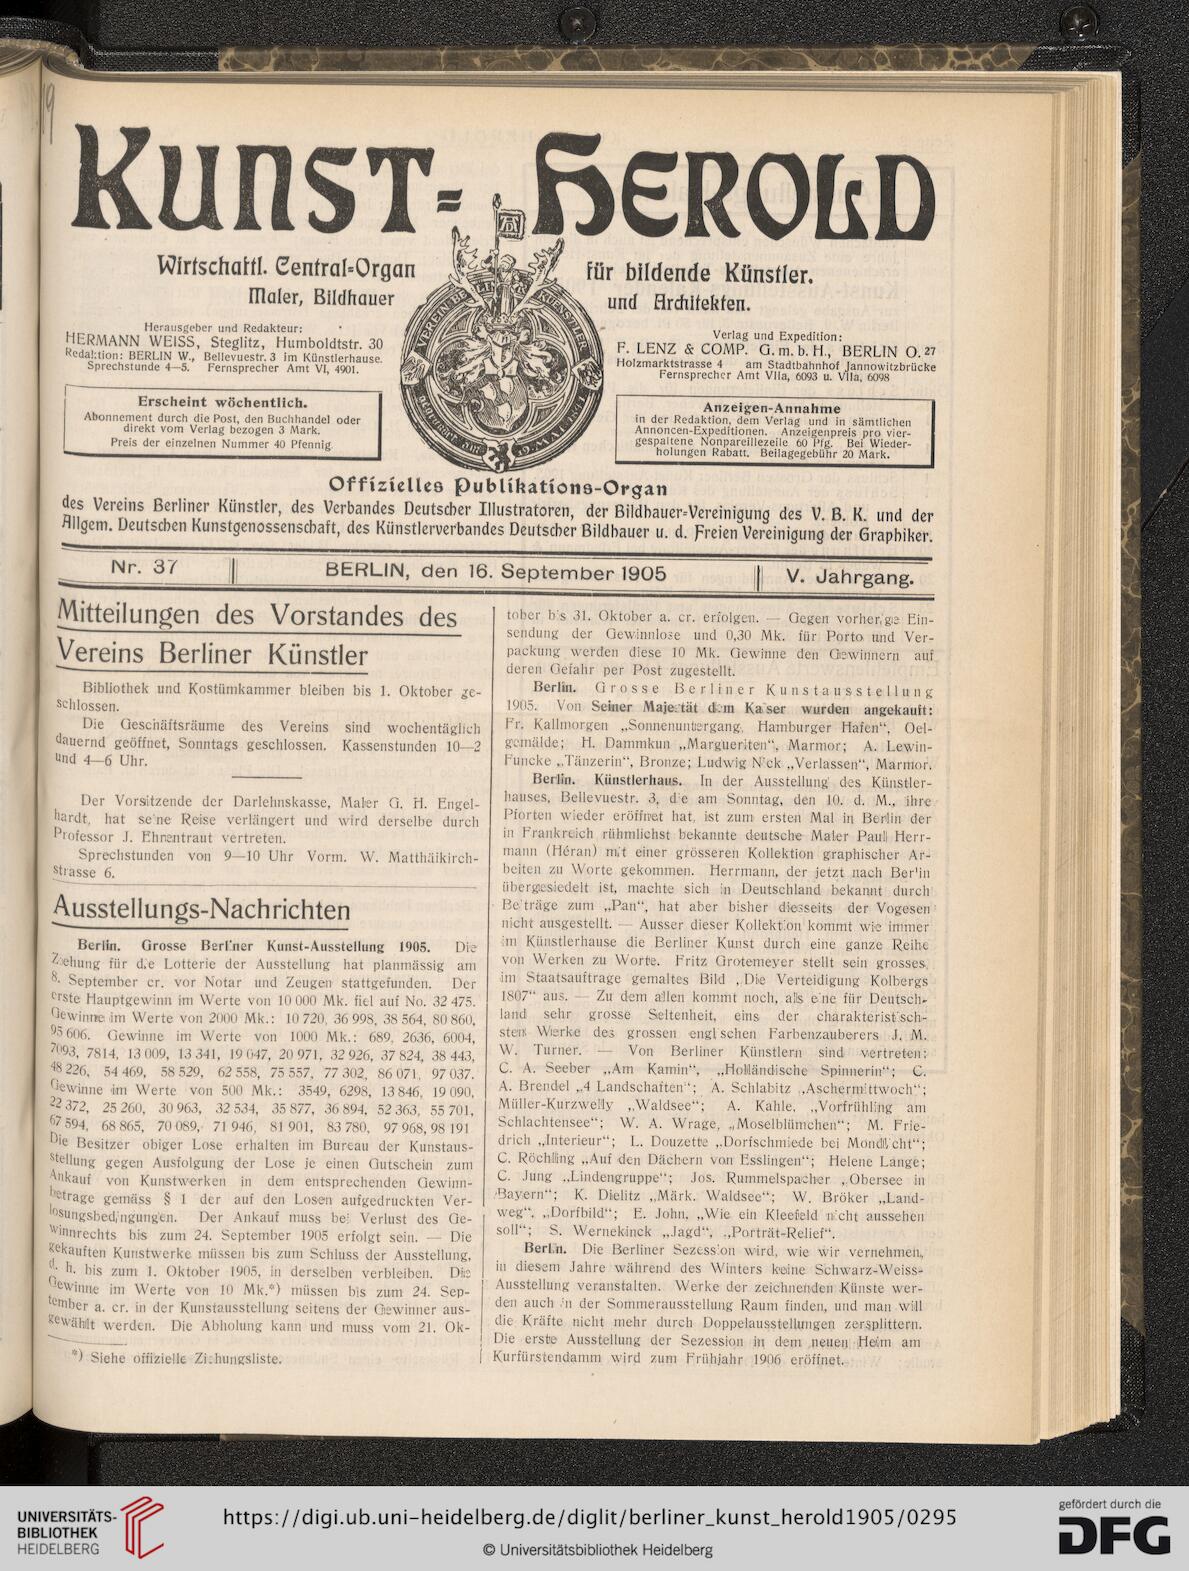 KUNST= HEROLD
Wirtschaftl. Central=Organ für bildende Künstler.
Maler, Bildhauer und Architekten.
VEREIN BERLINER KÜNSTLER
GEGRÜNDET AM 19. MAI 1841
Herausgeber und Redakteur:
HERMANN WEISS, Steglitz, Humboldtstr. 30
Redaktion: BERLIN W., Bellevuestr. 3 im Künstlerhause.
Sprechstunde 4—5. Fernsprecher Amt VI, 4901.
Verlag und Expedition:
F. LENZ & COMP. G. m. b. H., BERLIN O. 27
Holzmarktstrasse 4 am Stadtbahnhof Jannowitzbrücke
Fernsprecher Amt VIIa, 6093 u. VIIa, 6098
Erscheint wöchentlich.
Abonnement durch die Post, den Buchhandel oder
direkt vom Verlag bezogen 3 Mark.
Preis der einzelnen Nummer 40 Pfennig.
Anzeigen-Annahme
in der Redaktion, dem Verlag und in sämtlichen
Annoncen-Expeditionen. Anzeigenpreis pro vier-
gespaltene Nonpareillezeile 60 Pfg. Bei Wieder-
holungen Rabatt. Beilagegebühr 20 Mark.
Offizielles Publikations-Organ
des Vereins Berliner Künstler, des Verbandes Deutscher Illustratoren, der Bildhauer=Vereinigung des V. B. K. und der
Allgem. Deutschen Kunstgenossenschaft, des Künstlerverbandes Deutscher Bildhauer u. d. Freien Vereinigung der Graphiker.
Nr. 37 BERLIN, den 16. September 1905 V. Jahrgang.
Mitteilungen des Vorstandes des
Vereins Berliner Künstler
Bibliothek und Kostümkammer bleiben bis 1. Oktober ge-
schlossen.
Die Geschäftsräume des Vereins sind wochentäglich
dauernd geöffnet, Sonntags geschlossen. Kassenstunden 10—2
und 4—6 Uhr.
Der Vorsitzende der Darlehnskasse, Maler G. H. Engel-
hardt, hat seine Reise verlängert und wird derselbe durch
Professor J. Ehrentraut vertreten.
Sprechstunden von 9—10 Uhr Vorm. W. Matthäikirch-
strasse 6.
Ausstellungs-Nachrichten
Berlin. Grosse Berliner Kunst-Ausstellung 1905. Die
Ziehung für die Lotterie der Ausstellung hat planmässig am
8. September cr. vor Notar und Zeugen stattgefunden. Der
erste Hauptgewinn im Werte von 10 000 Mk. fiel auf No. 32 475.
Gewinne im Werte von 2000 Mk.: 10 720, 36 998, 38 564, 80 860,
95 606. Gewinne im Werte von 1000 Mk.: 689, 2636, 6004,
7093, 7814, 13 009, 13 341, 19 047, 20 971, 32 926, 37 824, 38 443,
48 226, 54 469, 58 529, 62 558, 75 557, 77 302, 86 071, 97 037.
Gewinne im Werte von 500 Mk.: 3549, 6298, 13 846, 19 090,
22 372, 25 260, 30 963, 32 534, 35 877, 36 894, 52 363, 55 701,
67 594, 68 865, 70 089, 71 946, 81 901, 83 780, 97 968, 98 191
Die Besitzer obiger Lose erhalten im Bureau der Kunstaus-
stellung gegen Ausfolgung der Lose je einen Gutschein zum
Ankauf von Kunstwerken in dem entsprechenden Gewinn-
betrage gemäss § 1 der auf den Losen aufgedruckten Ver-
losungsbedingungen. Der Ankauf muss bei Verlust des Ge-
winnrechts bis zum 24. September 1905 erfolgt sein. — Die
gekauften Kunstwerke müssen bis zum Schluss der Ausstellung,
d. h. bis zum 1. Oktober 1905, in derselben verbleiben. Die
Gewinne im Werte von 10 Mk.*) müssen bis zum 24. Sep-
tember a. cr. in der Kunstausstellung seitens der Gewinner aus-
gewählt werden. Die Abholung kann und muss vom 21. Ok-
*) Siehe offizielle Ziehungsliste.
tober bis 31. Oktober a. cr. erfolgen. — Gegen vorherige Ein-
sendung der Gewinnlose und 0,30 Mk. für Porto und Ver-
packung werden diese 10 Mk. Gewinne den Gewinnern auf
deren Gefahr per Post zugestellt.
Berlin. Grosse Berliner Kunstausstellung
1905. Von Seiner Majestät dem Kaiser wurden angekauft:
Fr. Kallmorgen „Sonnenuntergang, Hamburger Hafen“, Oel-
gemälde; H. Dammkun „Margueriten“, Marmor; A. Lewin-
Funcke „Tänzerin“, Bronze; Ludwig Nick „Verlassen“, Marmor.
Berlin. Künstlerhaus. In der Ausstellung des Künstler-
hauses, Bellevuestr. 3, die am Sonntag, den 10. d. M., ihre
Pforten wieder eröffnet hat, ist zum ersten Mal in Berlin der
in Frankreich rühmlichst bekannte deutsche Maler Paul Herr-
mann (Héran) mit einer grösseren Kollektion graphischer Ar-
beiten zu Worte gekommen. Herrmann, der jetzt nach Berlin
übergesiedelt ist, machte sich in Deutschland bekannt durch
Beiträge zum „Pan“, hat aber bisher diesseits der Vogesen
nicht ausgestellt. — Ausser dieser Kollektion kommt wie immer
im Künstlerhause die Berliner Kunst durch eine ganze Reihe
von Werken zu Worte. Fritz Grotemeyer stellt sein grosses,
im Staatsauftrage gemaltes Bild „Die Verteidigung Kolbergs
1807“ aus. — Zu dem allen kommt noch, als eine für Deutsch-
land sehr grosse Seltenheit, eins der charakteristisch-
sten Werke des grossen englischen Farbenzauberers J. M.
W. Turner. — Von Berliner Künstlern sind vertreten:
C. A. Seeber „Am Kamin“, „Holländische Spinnerin“; C.
A. Brendel „4 Landschaften“; A. Schlabitz „Aschermittwoch“;
Müller-Kurzwelly „Waldsee“; A. Kahle, „Vorfrühling am
Schlachtensee“; W. A. Wrage, „Moselblümchen“; M. Frie-
drich „Interieur“; L. Douzette „Dorfschmiede bei Mondlicht“;
C. Röchling „Auf den Dächern von Esslingen“; Helene Lange;
C. Jung „Lindengruppe“; Jos. Rummelspacher „Obersee in
Bayern“; K. Dielitz „Märk. Waldsee“; W. Bröker „Land-
weg“, „Dorfbild“; E. John, „Wie ein Kleefeld nicht aussehen
soll“; S. Wernekinck „Jagd“, „Porträt-Relief“.
Berlin. Die Berliner Sezession wird, wie wir vernehmen,
in diesem Jahre während des Winters keine Schwarz-Weiss-
Ausstellung veranstalten. Werke der zeichnenden Künste wer-
den auch in der Sommerausstellung Raum finden, und man will
die Kräfte nicht mehr durch Doppelausstellungen zersplittern.
Die erste Ausstellung der Sezession in dem neuen Heim am
Kurfürstendamm wird zum Frühjahr 1906 eröffnet.
UNIVERSITÄTS-
BIBLIOTHEK
HEIDELBERG
https://digi.ub.uni-heidelberg.de/diglit/berliner_kunst_herold1905/0295
© Universitätsbibliothek Heidelberg
gefördert durch die
DFG